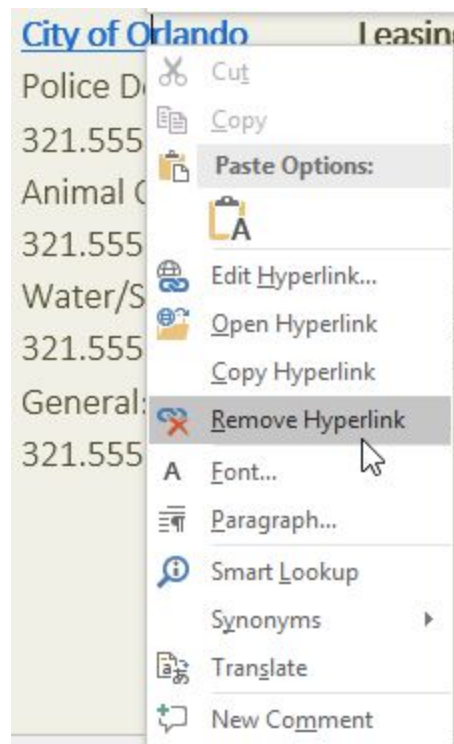 City of Orlando Leasin
Police D
321.555
Animal C
321.555
Water/S
321.555
General:
321.555
Cut
Copy
Paste Options:
A
Edit Hyperlink...
Open Hyperlink
Copy Hyperlink
Remove Hyperlink
A Font...
Paragraph...
Smart Lookup
Synonyms
Translate
New Comment